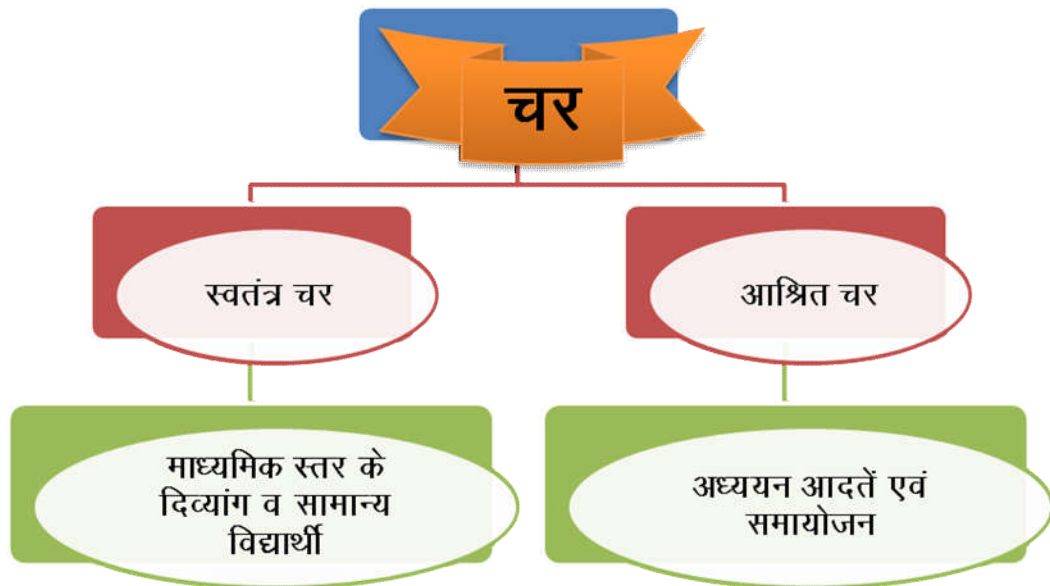 चर
स्वतंत्र चर
आश्रित चर
माध्यमिक स्तर के
दिव्यांग व सामान्य
विद्यार्थी
अध्ययन आदतें एवं
समायोजन